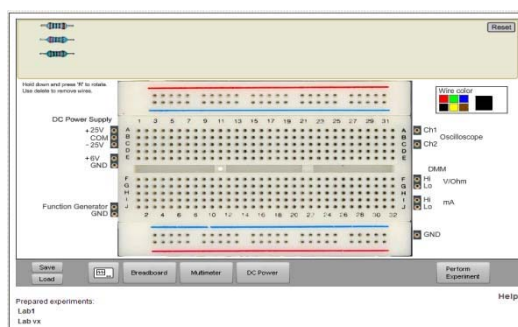 Reset
Hold down and press 'R' to rotate.
Use delete to remove wires.
Wire color
DC Power Supply
+25V
COM
-25V
+6V
GND
Function Generator
GND
1 3 5 7 9 11 13 15 17 19 21 23 25 27 29 31
A
B
C
D
E
F
G
H
I
J
A
B
C
D
E
F
G
H
I
J
2 4 6 8 10 12 14 16 18 20 22 24 26 28 30 32
Ch1
Oscilloscope
Ch2
DMM
Hi
V/Ohm
Lo
Hi
mA
Lo
GND
Save
Load
Breadboard
Multimeter
DC Power
Perform
Experiment
Help
Prepared experiments:
Lab1
Lab vx